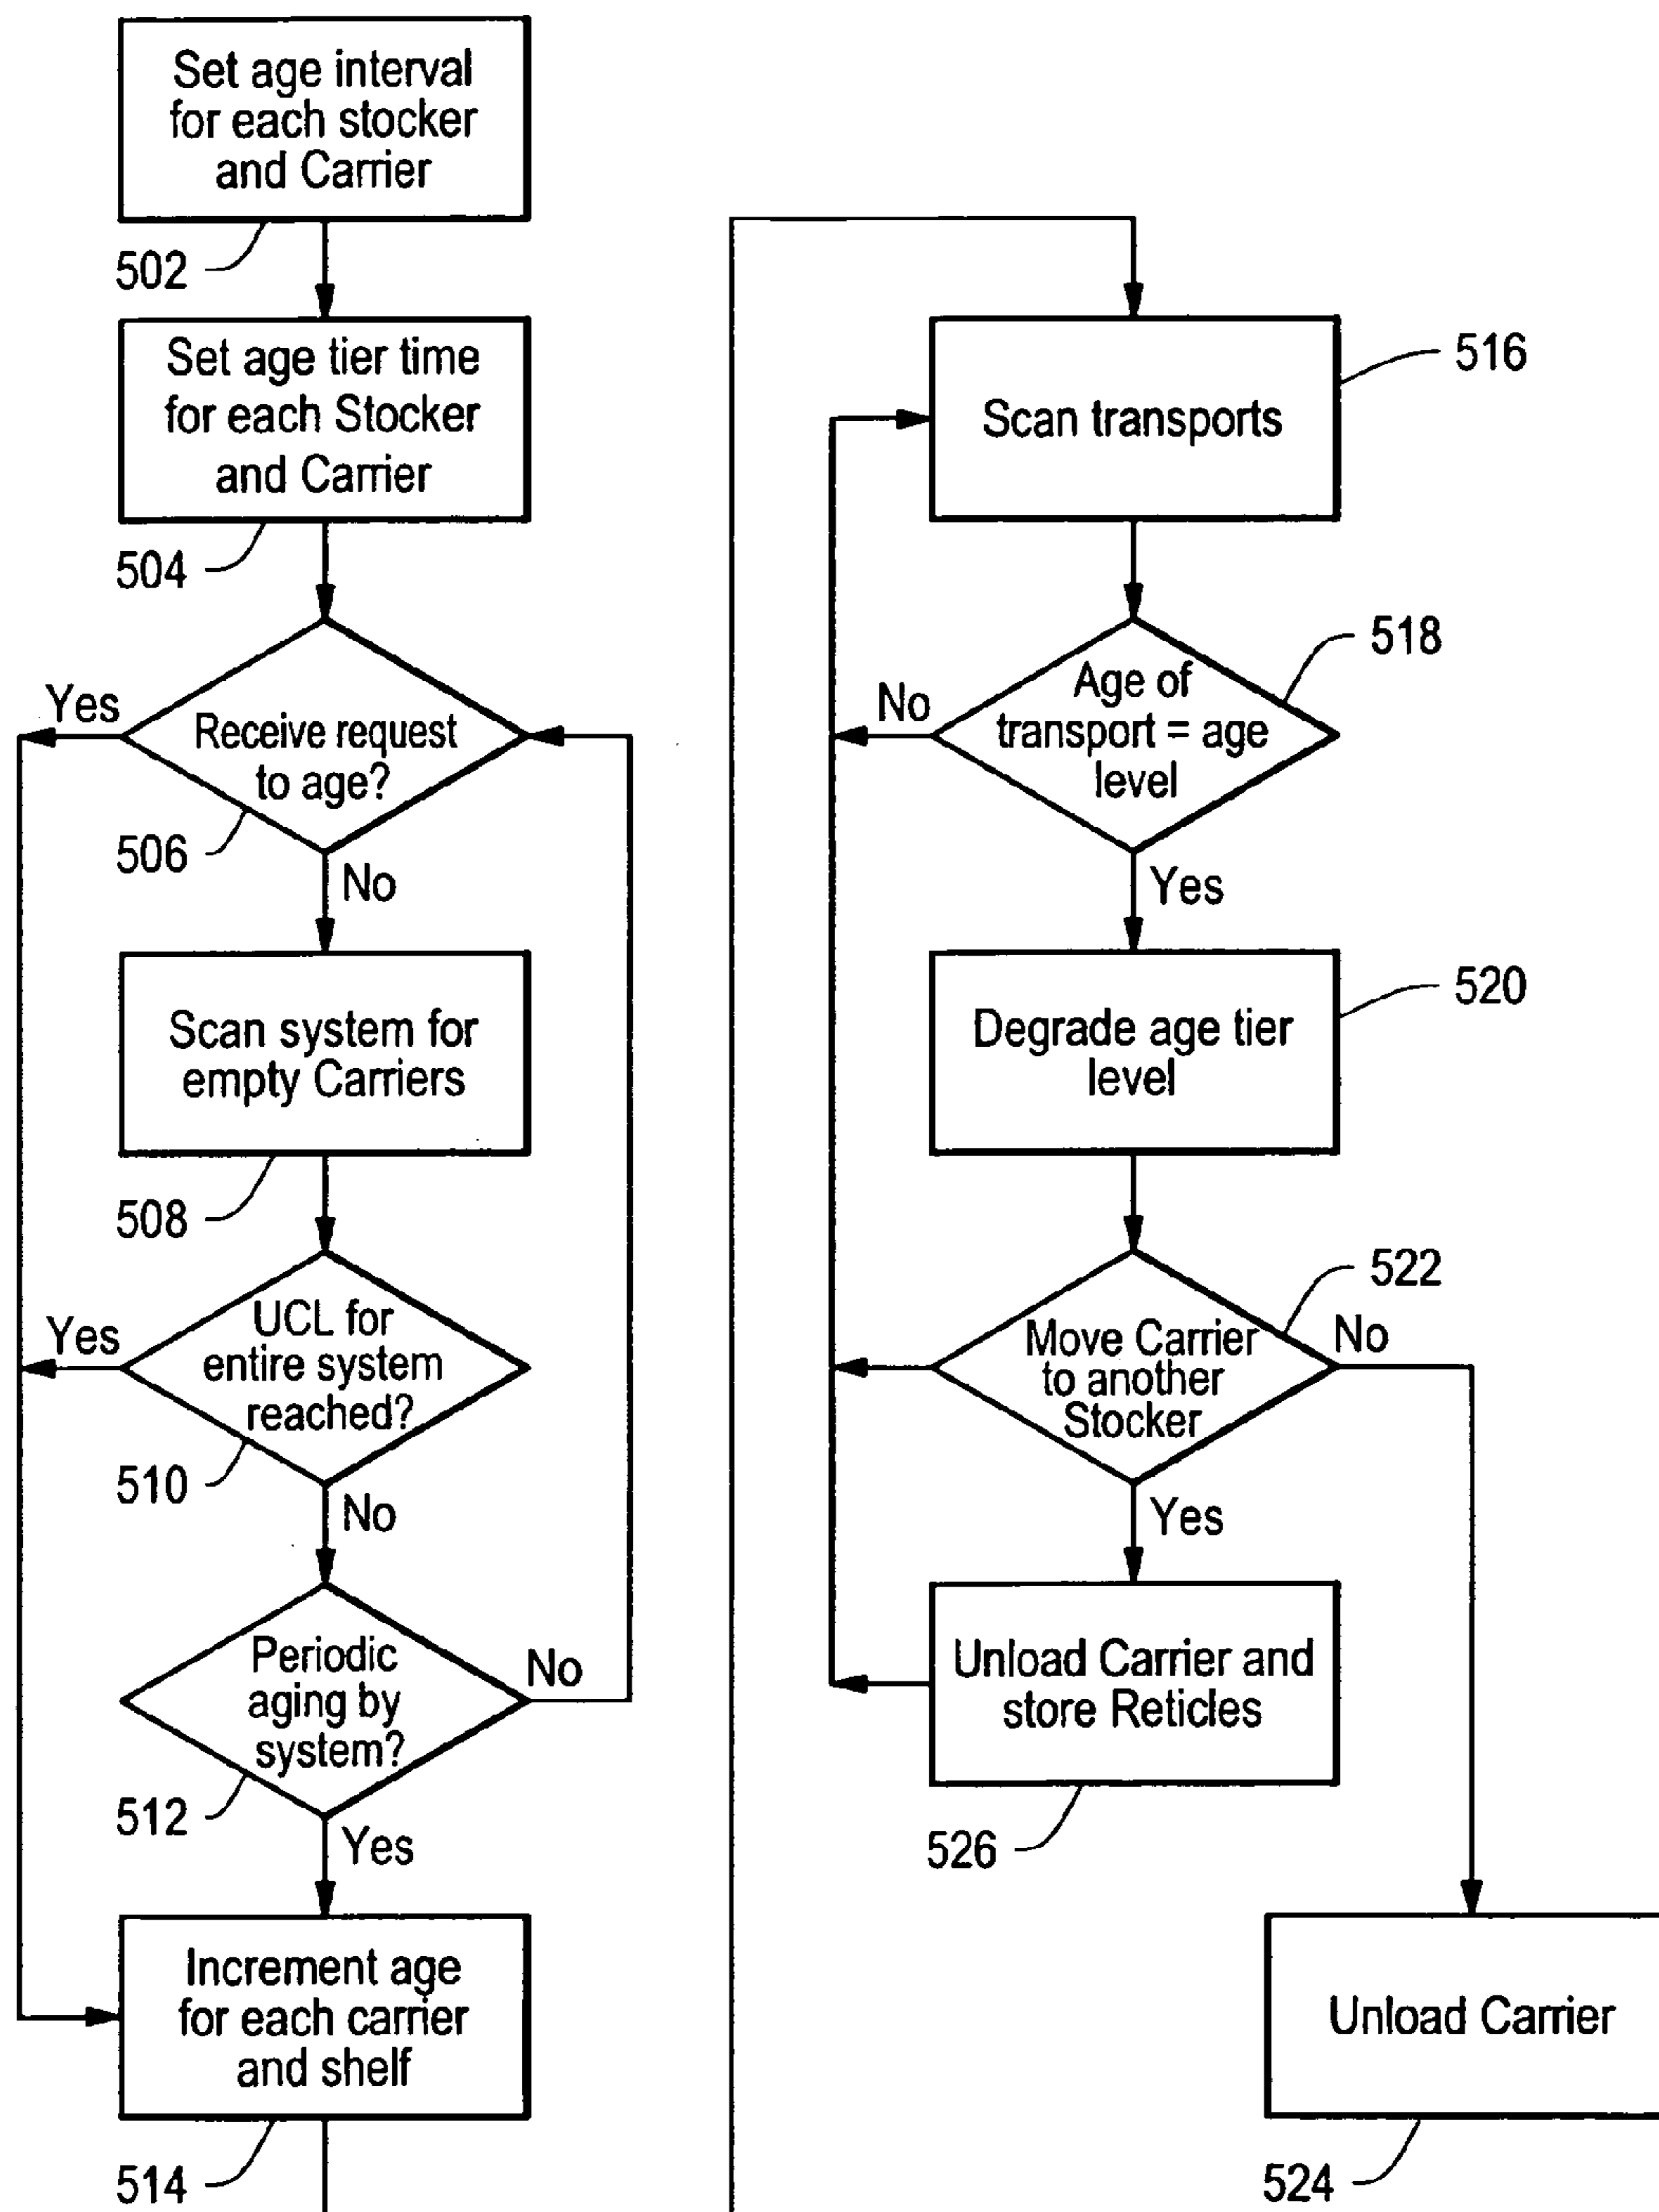 Set age interval
for each stocker
and Carrier
502
Set age tier time
for each Stocker
and Carrier
504
Yes
Receive request
to age?
506
No
Scan system for
empty Carriers
508
Yes
UCL for
entire system
reached?
510
No
Periodic
aging by
system?
No
512
Yes
Increment age
for each carrier
and shelf
514
Scan transports
516
No
Age of
transport = age
level
518
Yes
Degrade age tier
level
520
Move Carrier
to another
Stocker
522
No
Yes
Unload Carrier and
store Reticles
526
Unload Carrier
524